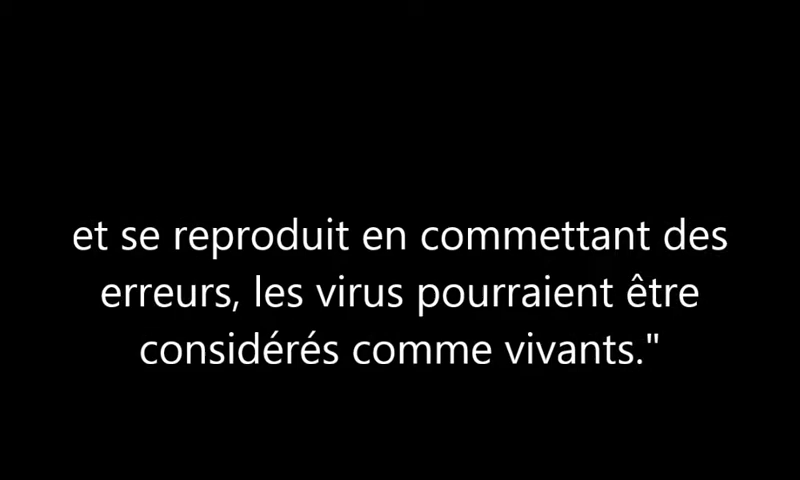 et se reproduit en commettant des
erreurs, les virus pourraient être
considérés comme vivants."